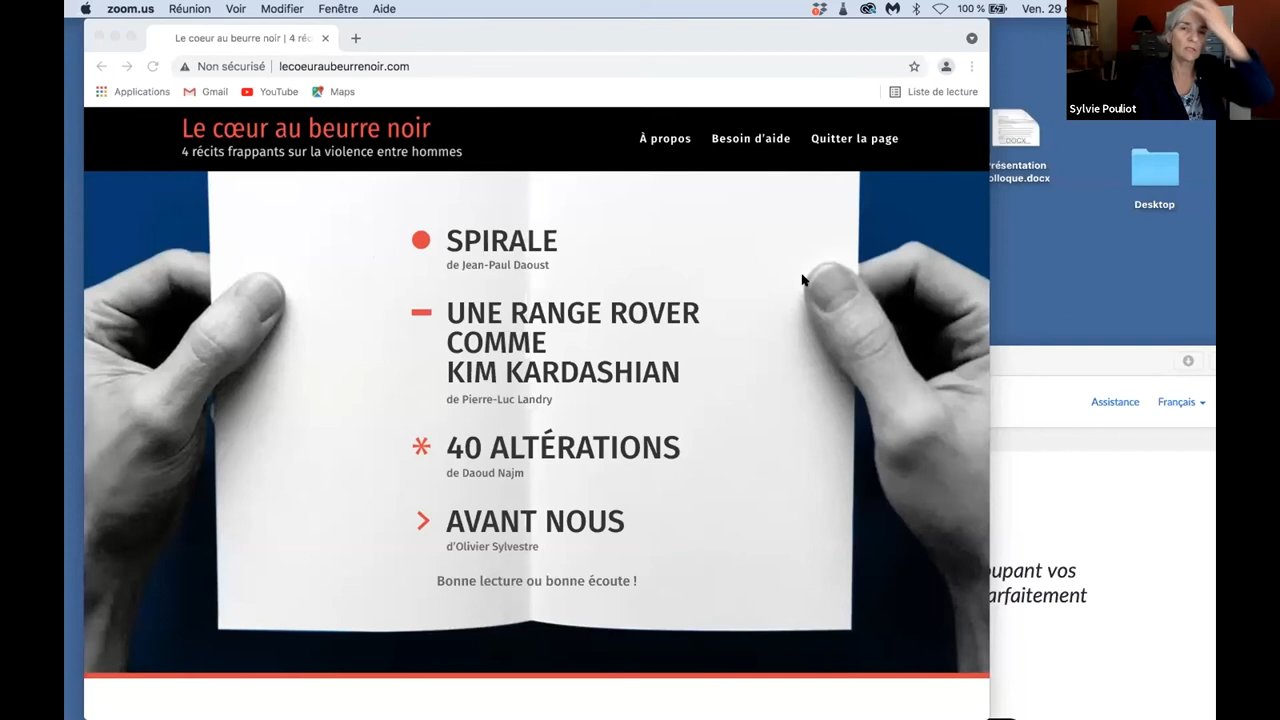 zoom.us Réunion Voir Modifier Fenêtre Aide 100 % Ven. 29
Le coeur au beurre noir | 4 réc
Non sécurisé lecoeuraubeurrenoir.com
Applications Gmail YouTube Maps Liste de lecture
Sylvie Pouliot
Le cœur au beurre noir
4 récits frappants sur la violence entre hommes
À propos Besoin d'aide Quitter la page
DOCX
résentation
olloque.docx
Desktop
SPIRALE
de Jean-Paul Daoust
UNE RANGE ROVER
COMME
KIM KARDASHIAN
de Pierre-Luc Landry
40 ALTÉRATIONS
de Daoud Najm
AVANT NOUS
d'Olivier Sylvestre
Bonne lecture ou bonne écoute !
Assistance Français
oupant vos
arfaitement